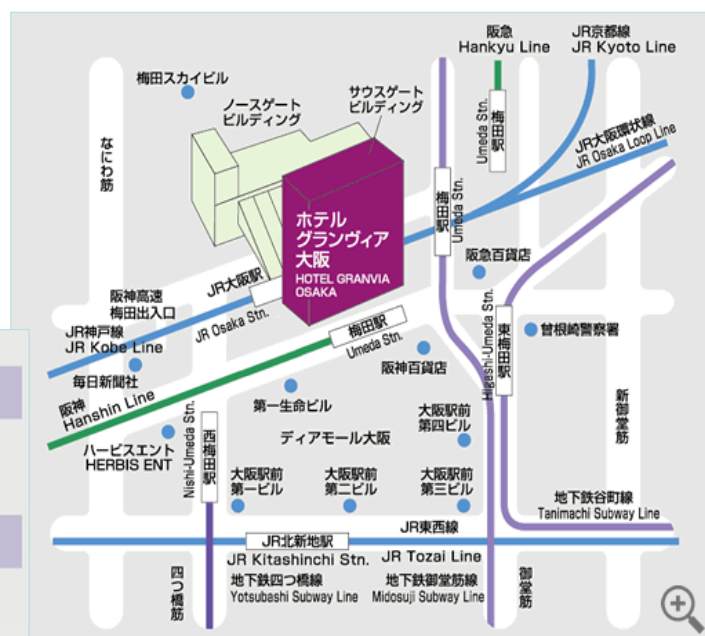 阪急
Hankyu Line
JR京都線
JR Kyoto Line
梅田スカイビル
サウスゲート
ビルディング
ノースゲート
ビルディング
Umeda Stn.
梅田駅
JR大阪環状線
JR Osaka Loop Line
なにわ筋
梅田駅
Umeda Stn.
ホテル
グランヴィア
大阪
HOTEL GRANVIA
OSAKA
阪急百貨店
JR大阪駅
JR Osaka Stn.
阪神高速
梅田出入口
JR神戸線
JR Kobe Line
梅田駅
Umeda Stn.
Higashi-Umeda Stn.
東梅田駅
曽根崎警察署
毎日新聞社
阪神百貨店
阪神
Hanshin Line
第一生命ビル
新御堂筋
ハービスエント
HERBIS ENT
Nishi-Umeda Stn.
西梅田駅
ディアモール大阪
大阪駅前
第四ビル
大阪駅前
第一ビル
大阪駅前
第二ビル
大阪駅前
第三ビル
地下鉄谷町線
Tanimachi Subway Line
JR北新地駅
JR Kitashinchi Stn.
JR東西線
JR Tozai Line
四つ橋筋
地下鉄四つ橋線
Yotsubashi Subway Line
地下鉄御堂筋線
Midosuji Subway Line
御堂筋